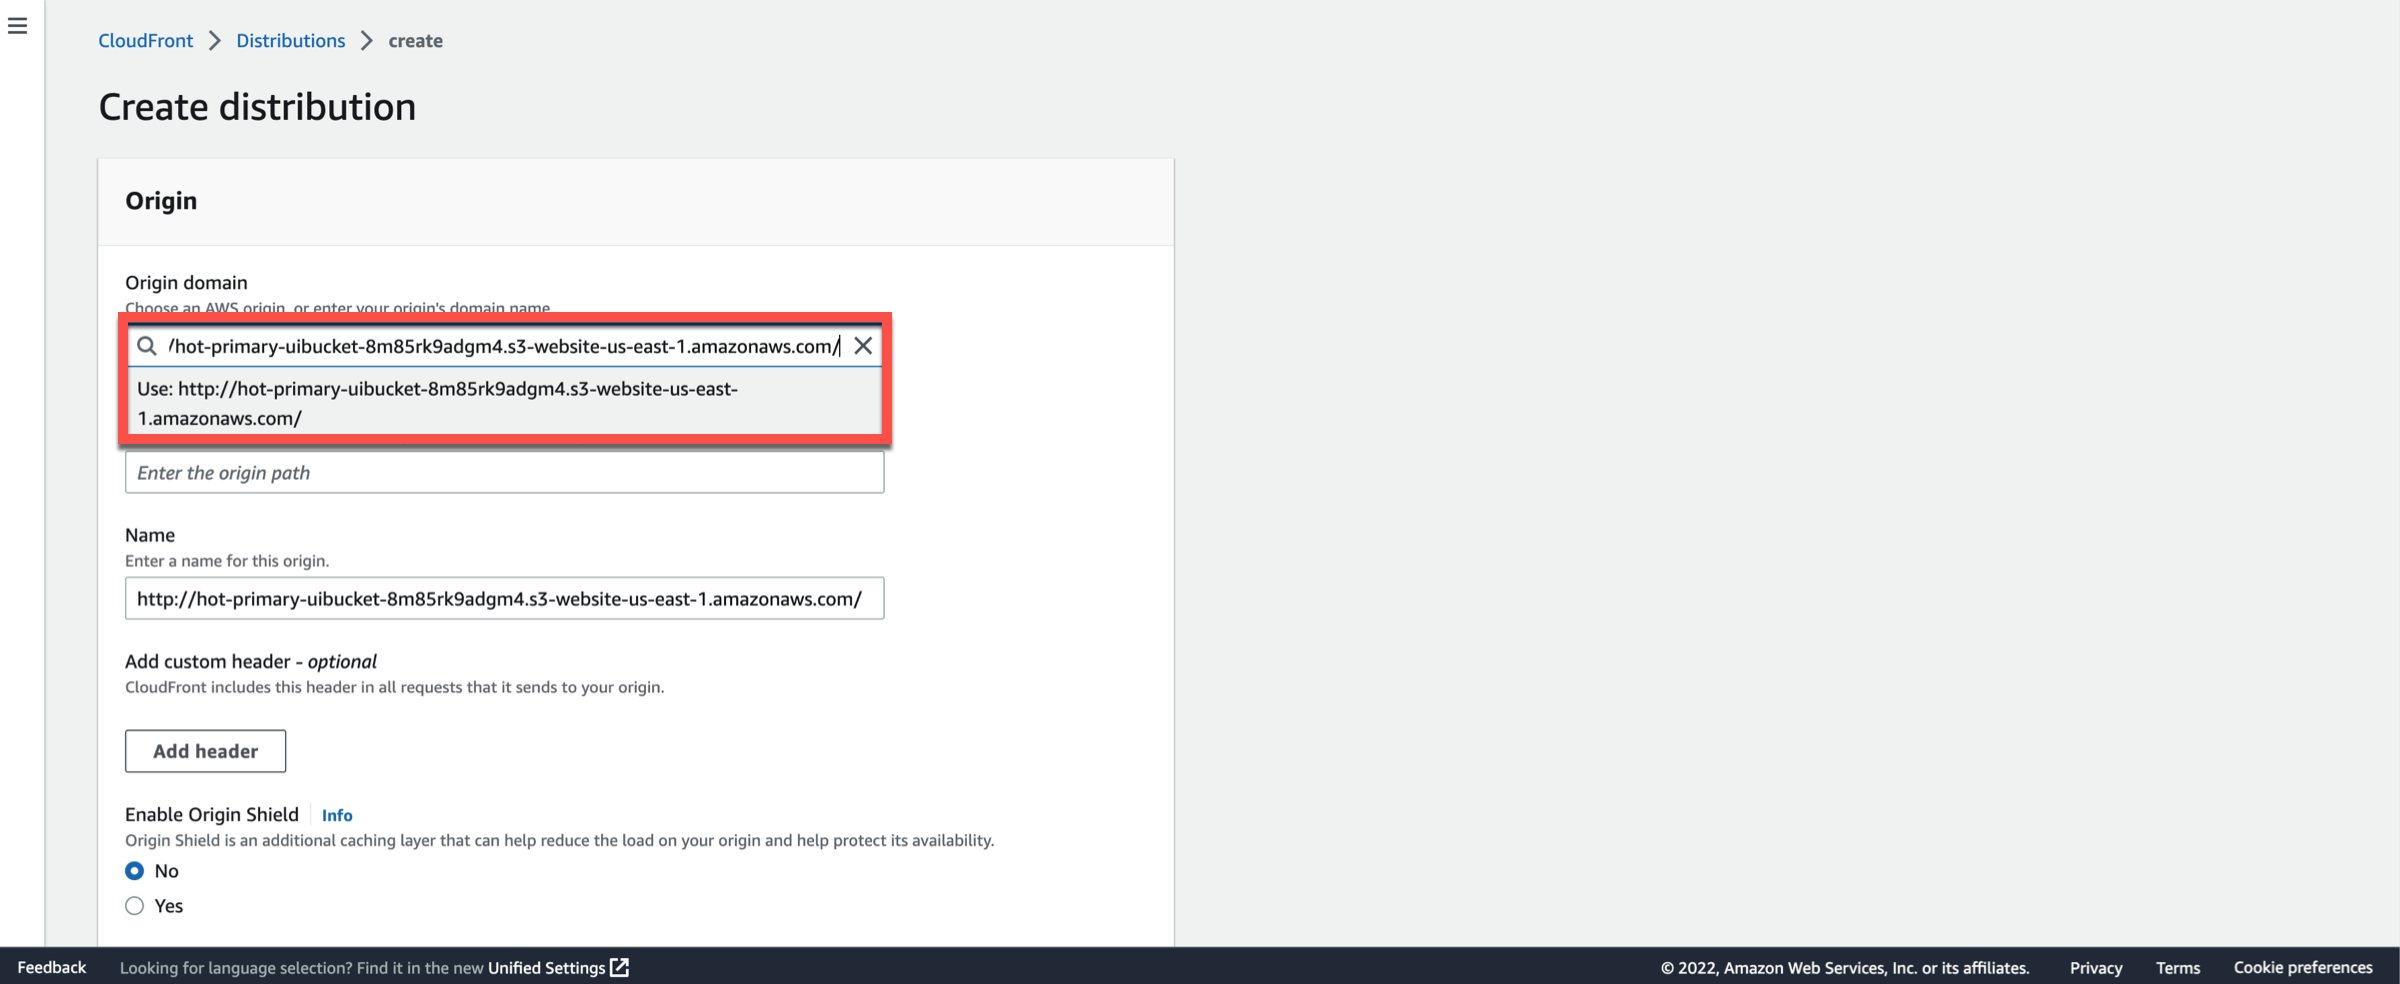 CloudFront > Distributions > create
Create distribution
Origin
Origin domain
Choose an AWS origin, or enter your origin's domain name
/hot-primary-uibucket-8m85rk9adgm4.s3-website-us-east-1.amazonaws.com/
Use: http://hot-primary-uibucket-8m85rk9adgm4.s3-website-us-east-
1.amazonaws.com/
Enter the origin path
Name
Enter a name for this origin.
http://hot-primary-uibucket-8m85rk9adgm4.s3-website-us-east-1.amazonaws.com/
Add custom header - optional
CloudFront includes this header in all requests that it sends to your origin.
Add header
Enable Origin Shield Info
Origin Shield is an additional caching layer that can help reduce the load on your origin and help protect its availability.
No
Yes
Feedback Looking for language selection? Find it in the new Unified Settings © 2022, Amazon Web Services, Inc. or its affiliates. Privacy Terms Cookie preferences